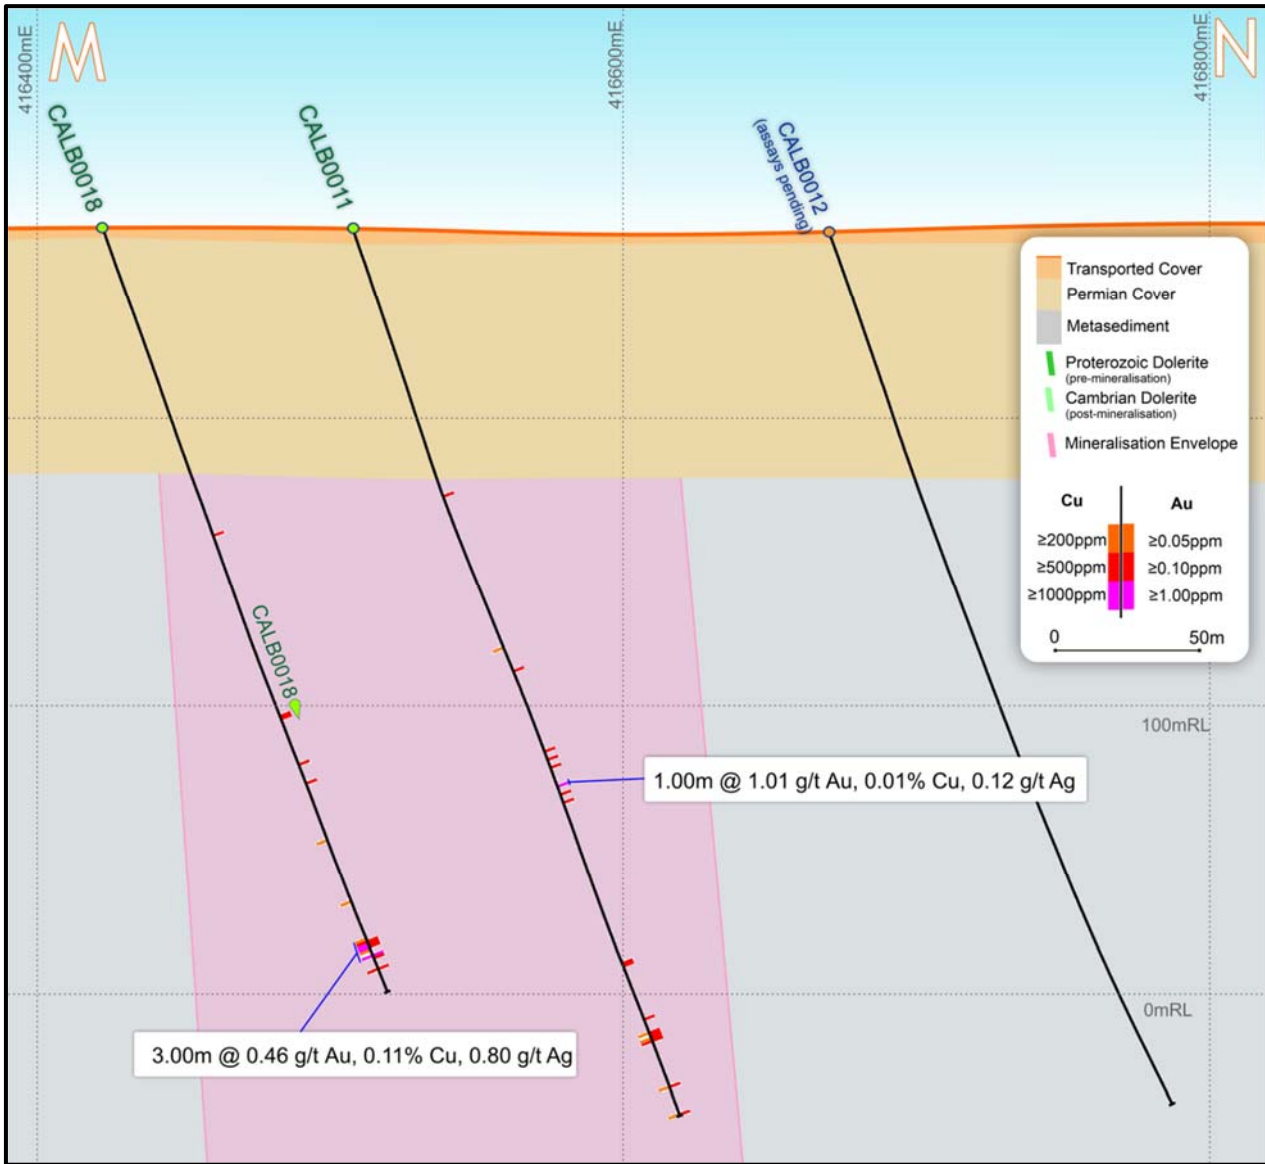 M
N
416400mE
416600mE
416800mE
CALB0018
CALB0011
CALB0012
(assays pending)
Transported Cover
Permian Cover
Metasediment
Proterozoic Dolerite
(pre-mineralisation)
Cambrian Dolerite
(post-mineralisation)
Mineralisation Envelope
Cu Au
≥200ppm ≥0.05ppm
≥500ppm ≥0.10ppm
≥1000ppm ≥1.00ppm
0 50m
CALB0018
100mRL
1.00m @ 1.01 g/t Au, 0.01% Cu, 0.12 g/t Ag
0mRL
3.00m @ 0.46 g/t Au, 0.11% Cu, 0.80 g/t Ag